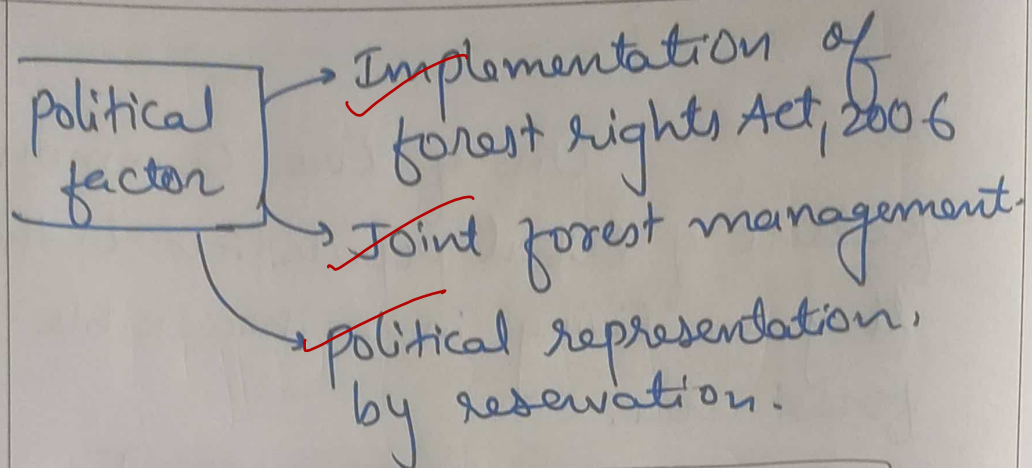 Political
factor
Implementation of
forest rights Act, 2006
Joint forest management.
political representation,
by reservation.